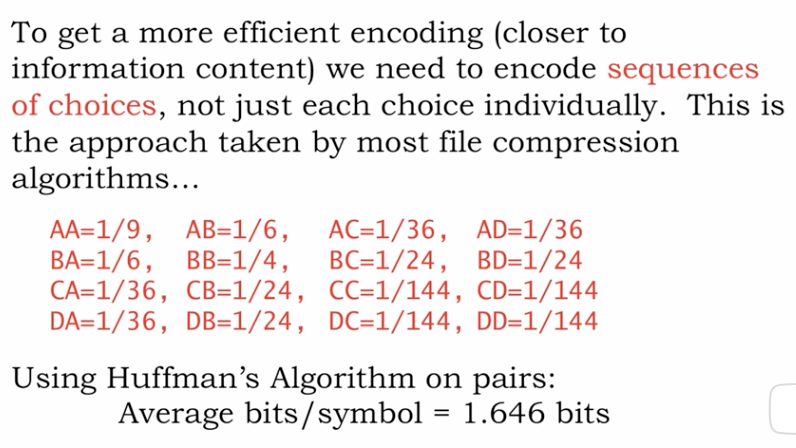 To get a more efficient encoding (closer to
information content) we need to encode sequences
of choices, not just each choice individually. This is
the approach taken by most file compression
algorithms…
AA=1/9, AB=1/6, AC=1/36, AD=1/36
BA=1/6, BB=1/4, BC=1/24, BD=1/24
CA=1/36, CB=1/24, CC=1/144, CD=1/144
DA=1/36, DB=1/24, DC=1/144, DD=1/144
Using Huffman’s Algorithm on pairs:
Average bits/symbol = 1.646 bits